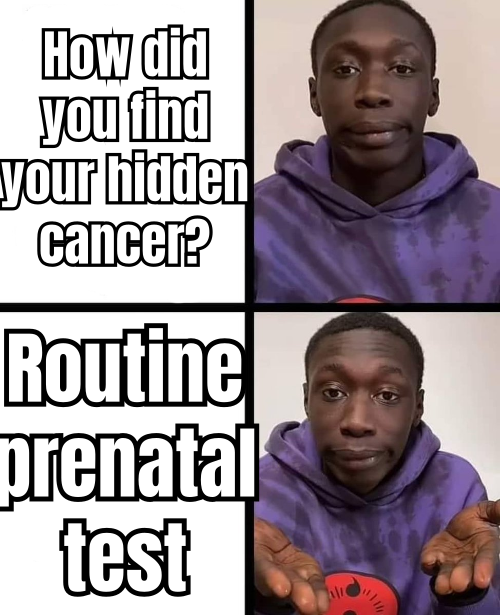 How did
you find
your hidden
cancer?
Routine
prenatal
test